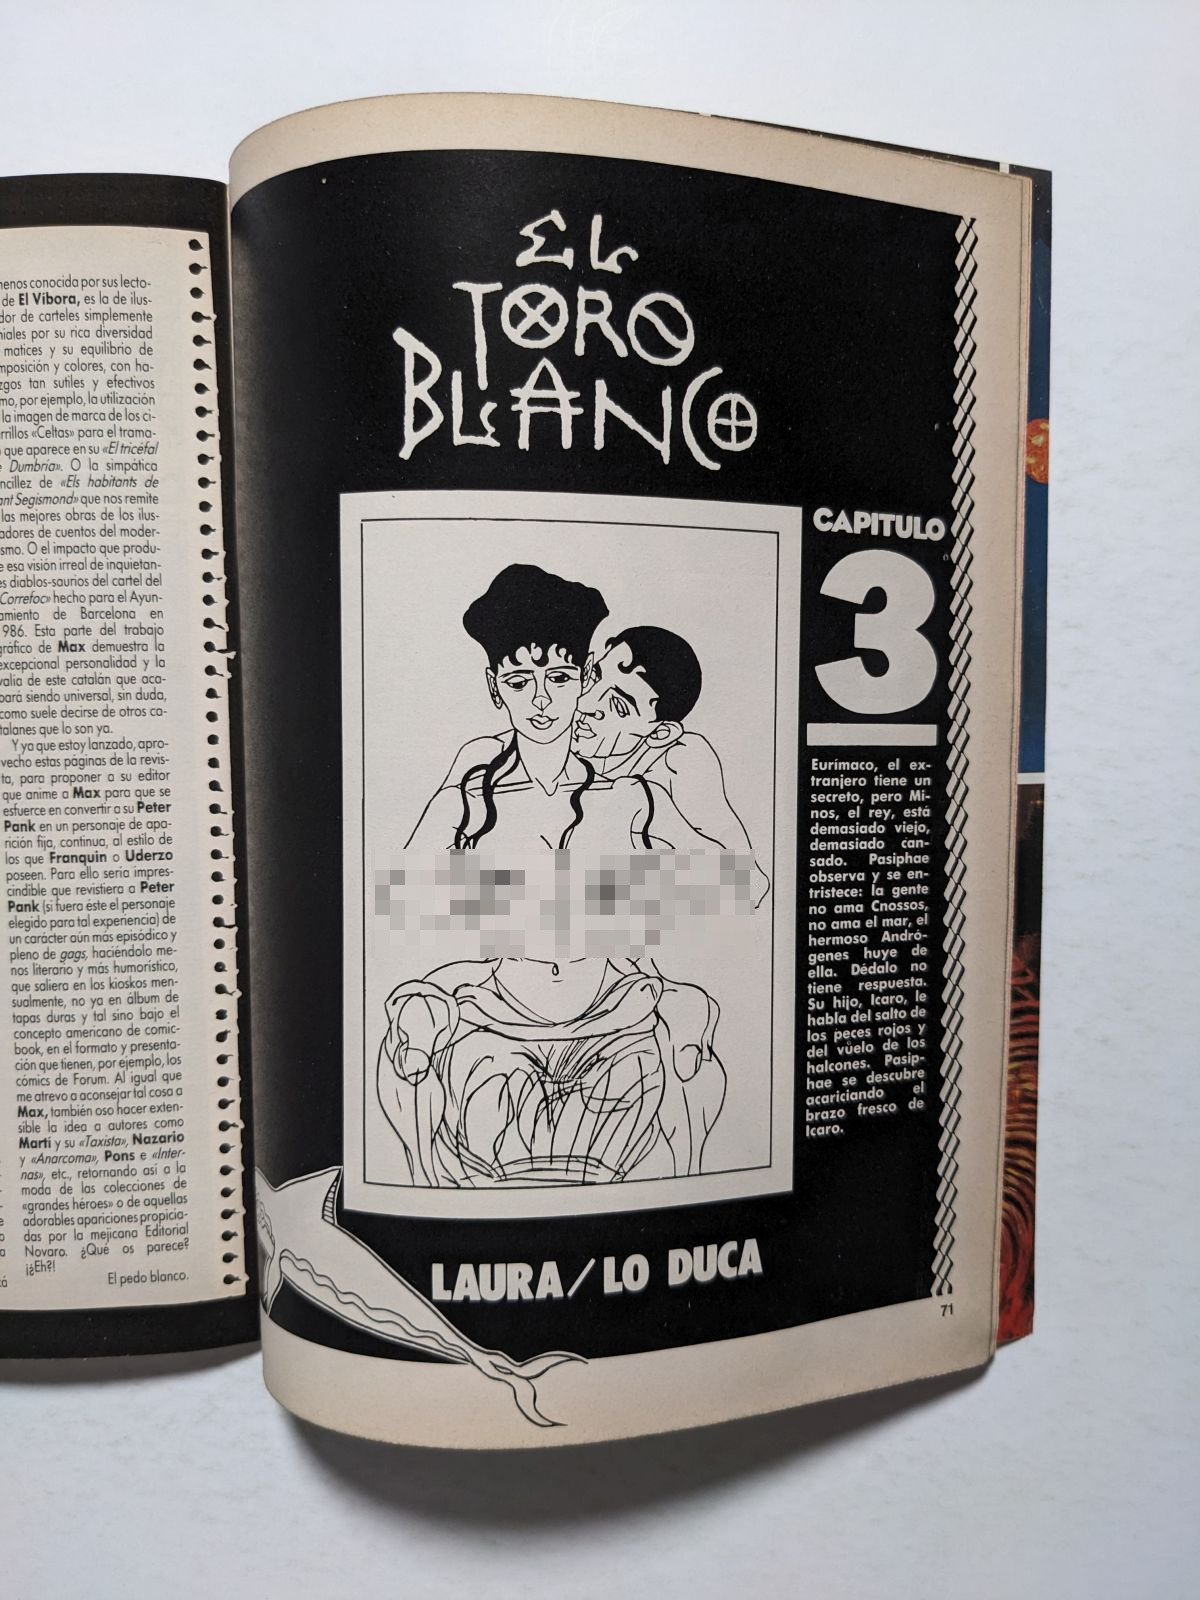 menos conocida por sus lecto-
de El Víbora, es la de ilus-
dor de carteles simplemente
niales por su rica diversidad
matices y su equilibrio de
mposición y colores, con ha-
zgos tan sutiles y efectivos
mo, por ejemplo, la utilización
la imagen de marca de los ci-
rrillos «Celtas» para el trama-
que aparece en su «El tricéfal
Dumbria». O la simpática
ncillez de «Els habitants de
ant Segismond» que nos remite
las mejores obras de los ilus-
adores de cuentos del moder-
smo. O el impacto que produ-
e esa visión irreal de inquietan-
es diablos-saurios del cartel del
Correfoc» hecho para el Ayun-
amiento de Barcelona en
986. Esta parte del trabajo
gráfico de Max demuestra la
excepcional personalidad y la
valía de este catalán que aca-
bará siendo universal, sin duda,
como suele decirse de otros ca-
talanes que lo son ya.
Y ya que estoy lanzado, apro-
vecho estas páginas de la revis-
ta, para proponer a su editor
que anime a Max para que se
esfuerce en convertir a su Peter
Pank en un personaje de apa-
rición fija, continua, al estilo de
los que Franquin o Uderzo
poseen. Para ello sería impres-
cindible que revistiera a Peter
Pank (si fuera éste el personaje
elegido para tal experiencia) de
un carácter aún más episódico y
pleno de gags, haciéndolo me-
nos literario y más humorístico,
que saliera en los kioskos men-
sualmente, no ya en álbum de
tapas duras y tal sino bajo el
concepto americano de comic-
book, en el formato y presenta-
ción que tienen, por ejemplo, los
cómics de Forum. Al igual que
me atrevo a aconsejar tal cosa a
Max, también oso hacer exten-
sible la idea a autores como
Martí y su «Taxista», Nazario
y «Anarcoma», Pons e «Inter-
nas», etc., retornando así a la
moda de las colecciones de
«grandes héroes» o de aquellas
adorables apariciones propicia-
das por la mejicana Editorial
Novaro. ¿Qué os parece?
¡¿Eh?!
El pedo blanco.
EL
TORO
BLANCO
CAPITULO
3
Eurímaco, el ex-
tranjero tiene un
secreto, pero Mi-
nos, el rey, está
demasiado viejo,
demasiado can-
sado. Pasiphae
observa y se en-
tristece: la gente
no ama Cnossos,
no ama el mar, el
hermoso Andró-
genes huye de
ella. Dédalo no
tiene respuesta.
Su hijo, Icaro, le
habla del salto de
los peces rojos y
del vuelo de los
halcones. Pasip-
hae se descubre
acariciando el
brazo fresco de
Icaro.
LAURA/LO DUCA
71